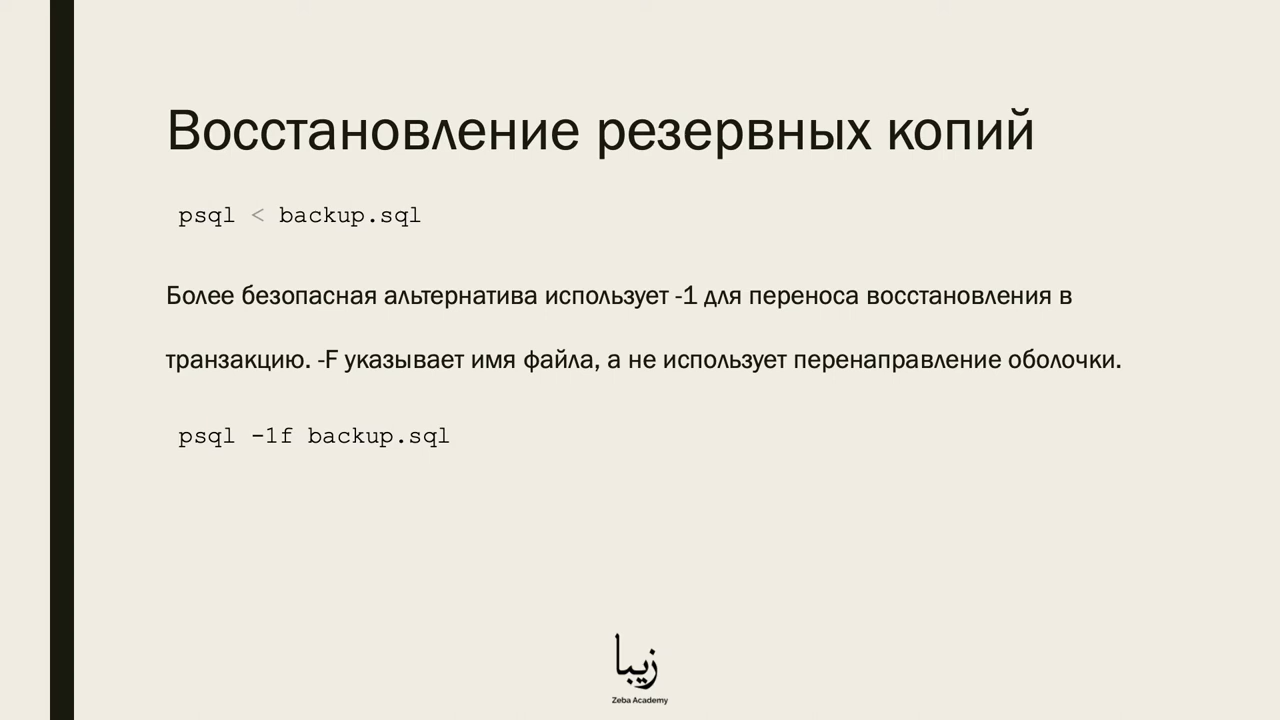 Восстановление резервных копий
psql < backup.sql
Более безопасная альтернатива использует -1 для переноса восстановления в
транзакцию. -F указывает имя файла, а не использует перенаправление оболочки.
psql -1f backup.sql
زيبا
Zeba Academy